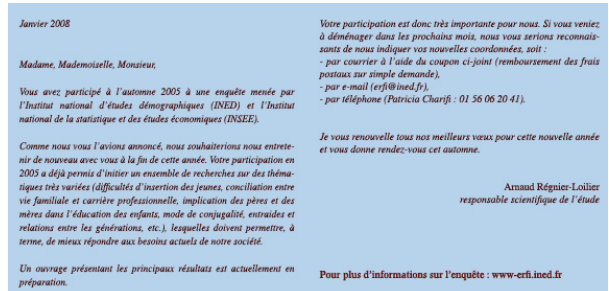 Janvier 2008
Madame, Mademoiselle, Monsieur,
Vous avez participé à l'automne 2005 à une enquête menée par
l'Institut national d'études démographiques (INED) et l'Institut
national de la statistique et des études économiques (INSEE).
Comme nous vous l'avions annoncé, nous souhaiterions nous entrete-
nir de nouveau avec vous à la fin de cette année. Votre participation en
2005 a déjà permis d'initier un ensemble de recherches sur des théma-
tiques très variées (difficultés d'insertion des jeunes, conciliation entre
vie familiale et carrière professionnelle, implication des pères et des
mères dans l'éducation des enfants, mode de conjugalité, entraides et
relations entre les générations, etc.), lesquelles doivent permettre, à
terme, de mieux répondre aux besoins actuels de notre société.
Un ouvrage présentant les principaux résultats est actuellement en
préparation.
Votre participation est donc très importante pour nous. Si vous veniez
à déménager dans les prochains mois, nous vous serions reconnais-
sants de nous indiquer vos nouvelles coordonnées, soit :
- par courrier à l'aide du coupon ci-joint (remboursement des frais
postaux sur simple demande),
- par e-mail (erfi@ined.fr),
- par téléphone (Patricia Charifi : 01 56 06 20 41).
Je vous renouvelle tous nos meilleurs vœux pour cette nouvelle année
et vous donne rendez-vous cet automne.
Arnaud Régnier-Loilier
responsable scientifique de l'étude
Pour plus d'informations sur l'enquête : www-erfi.ined.fr